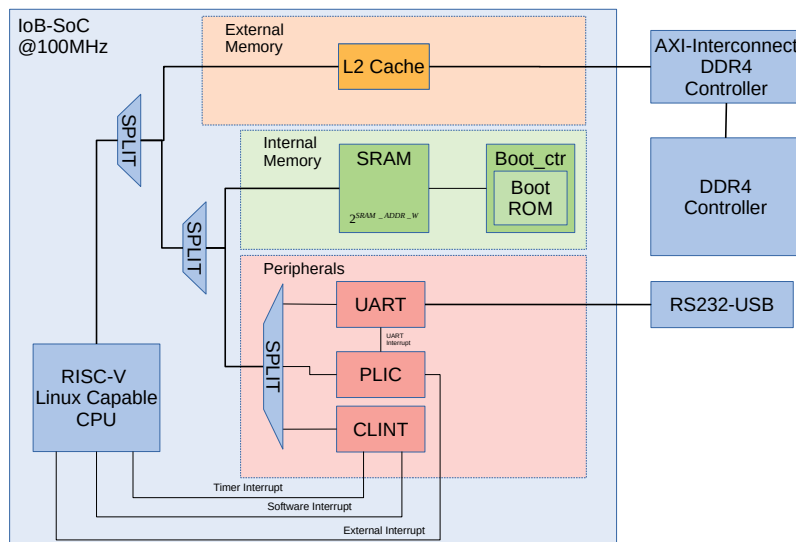 IoB-SoC
@100MHz
External
Memory
L2 Cache
AXI-Interconnect
DDR4
Controller
SPLIT
Internal
Memory
SRAM
2^SRAM_ADDR_W
Boot_ctr
Boot
ROM
DDR4
Controller
SPLIT
Peripherals
UART
RS232-USB
UART
Interrupt
SPLIT
PLIC
RISC-V
Linux Capable
CPU
CLINT
Timer Interrupt
Software Interrupt
External Interrupt